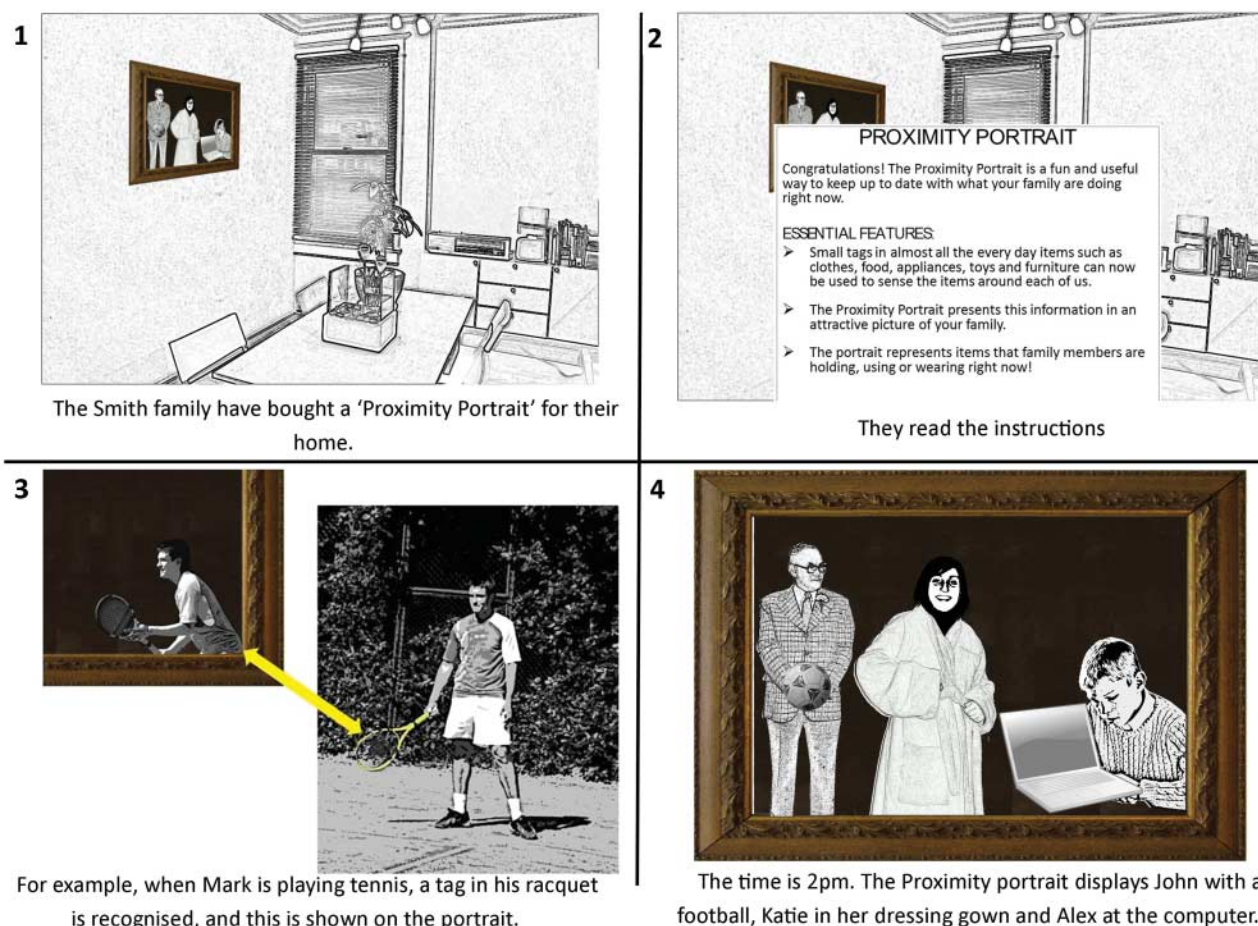 1
The Smith family have bought a ‘Proximity Portrait’ for their
home.
2
PROXIMITY PORTRAIT
Congratulations! The Proximity Portrait is a fun and useful
way to keep up to date with what your family are doing
right now.
ESSENTIAL FEATURES:
➢ Small tags in almost all the every day items such as
clothes, food, appliances, toys and furniture can now
be used to sense the items around each of us.
➢ The Proximity Portrait presents this information in an
attractive picture of your family.
➢ The portrait represents items that family members are
holding, using or wearing right now!
They read the instructions
3
For example, when Mark is playing tennis, a tag in his racquet
is recognised, and this is shown on the portrait.
4
The time is 2pm. The Proximity portrait displays John with a
football, Katie in her dressing gown and Alex at the computer.